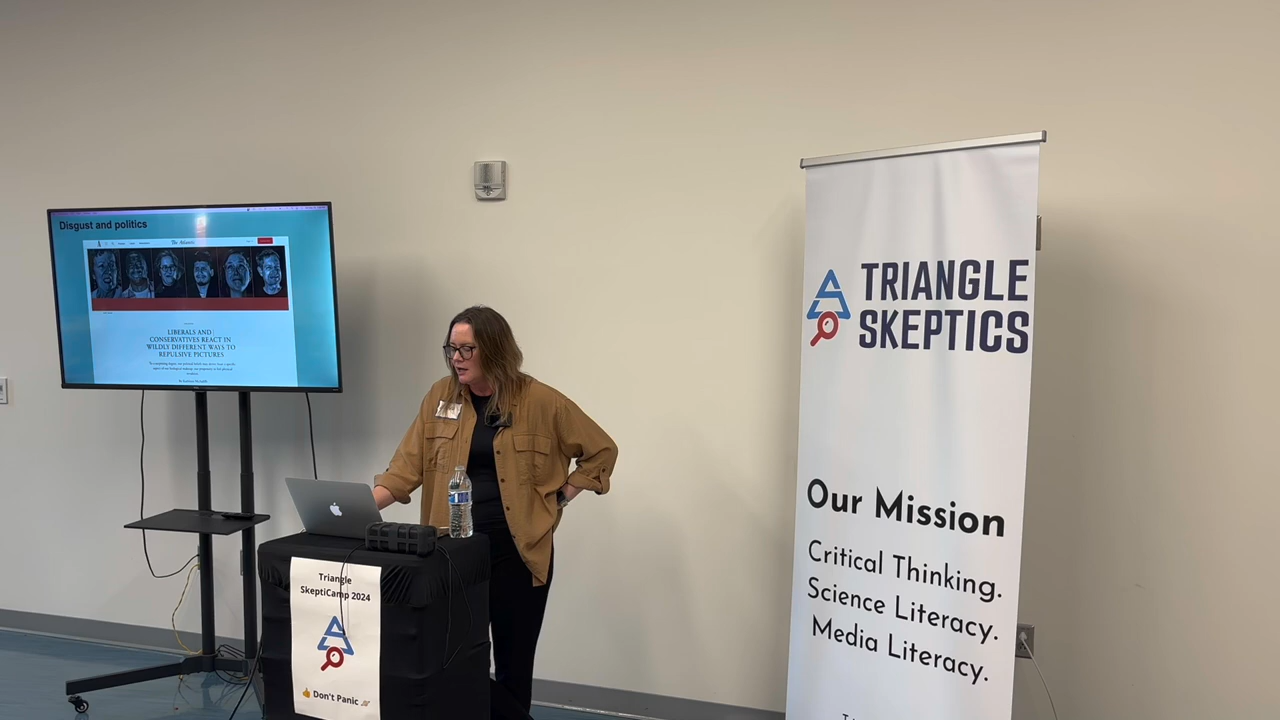 Disgust and politics
The Atlantic
LIBERALS AND
CONSERVATIVES REACT IN
WILDLY DIFFERENT WAYS TO
REPULSIVE PICTURES
Triangle
SkeptiCamp 2024
👍 Don't Panic 🪐
TRIANGLE
SKEPTICS
Our Mission
Critical Thinking.
Science Literacy.
Media Literacy.